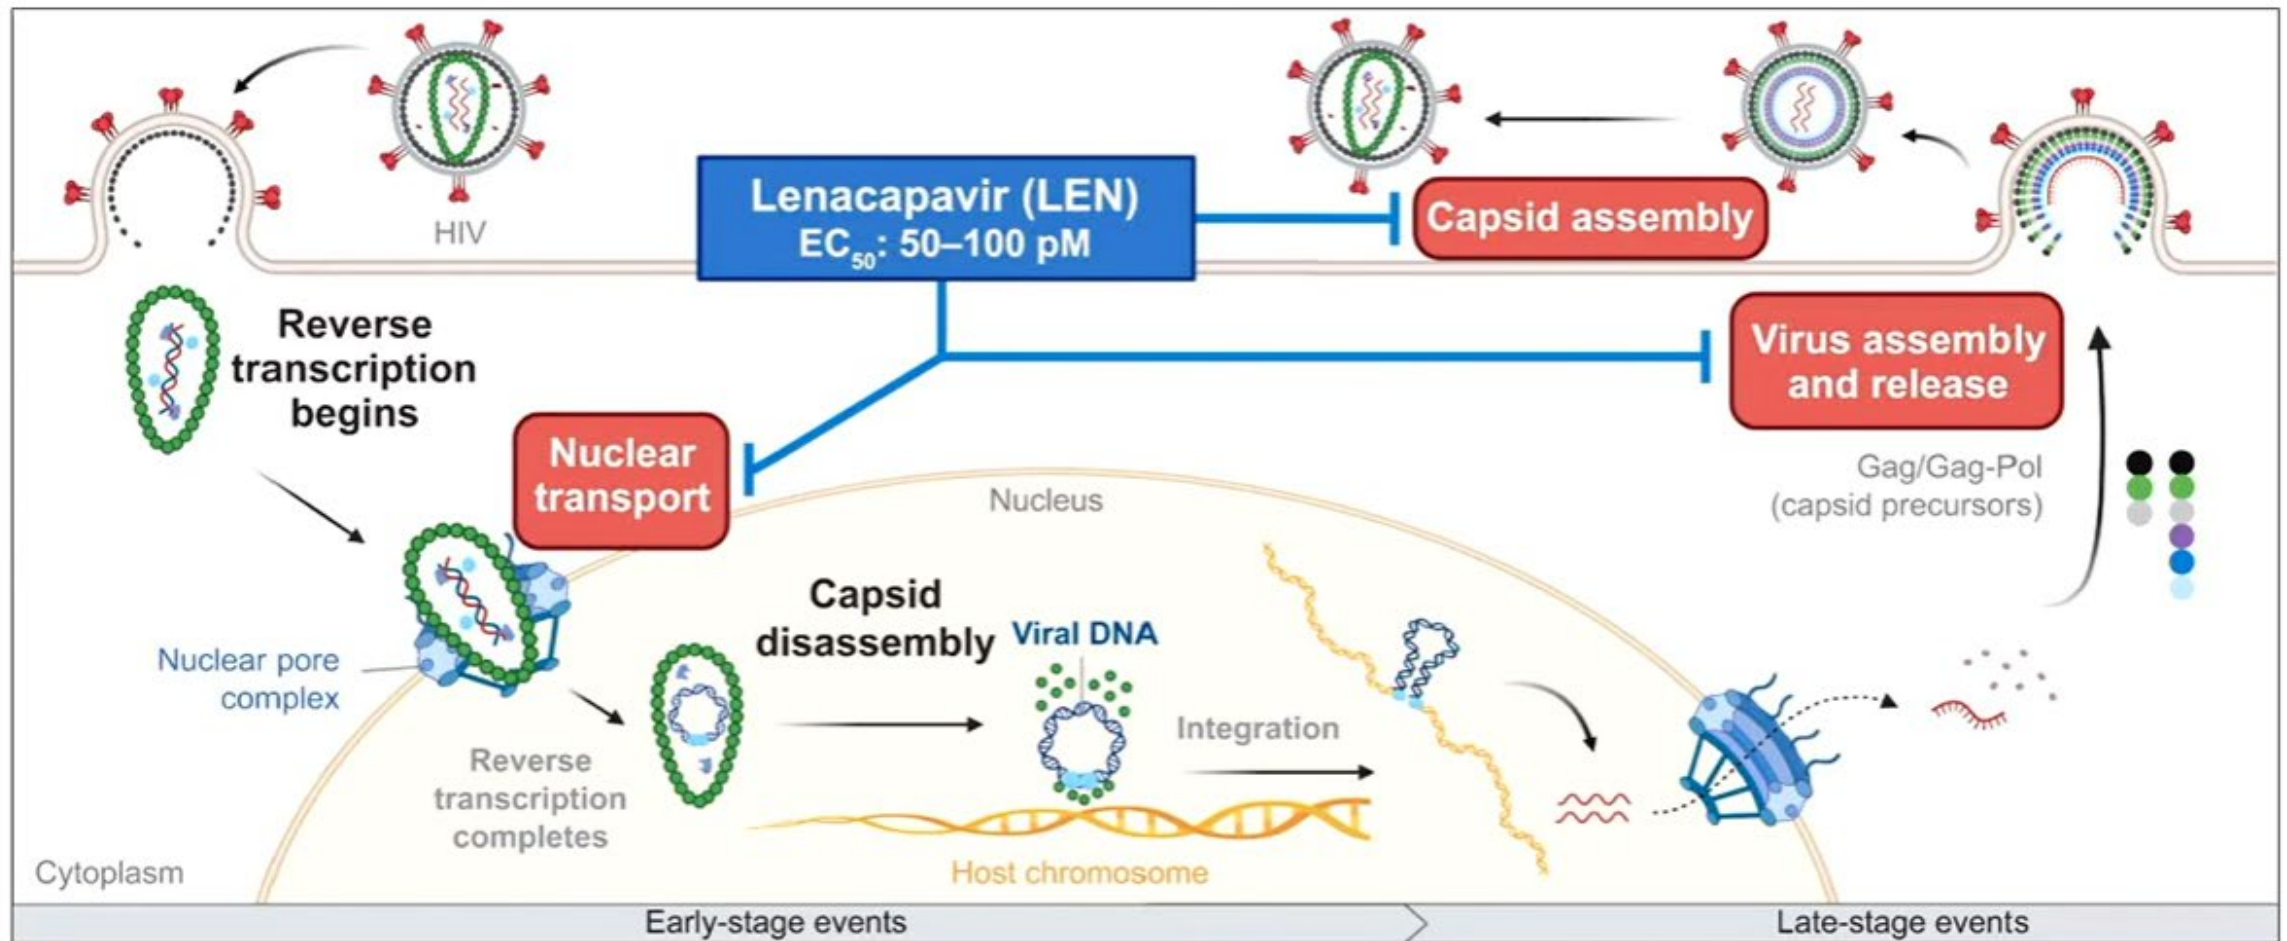 HIV
Lenacapavir (LEN)
EC₅₀: 50–100 pM
Capsid assembly
Reverse
transcription
begins
Virus assembly
and release
Nuclear
transport
Gag/Gag-Pol
(capsid precursors)
Nucleus
Capsid
disassembly
Viral DNA
Nuclear pore
complex
Integration
Reverse
transcription
completes
Cytoplasm
Host chromosome
Early-stage events
Late-stage events